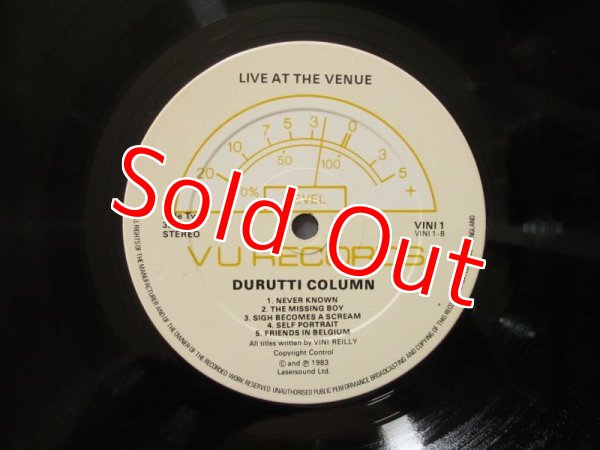 LIVE AT THE VENUE
20 10 7 5 3 0 3 5 +
0% 50 100
LEVEL
STEREO
VINI 1
VINI 1-B
Sold Out
VU RECORDS
DURUTTI COLUMN
1. NEVER KNOWN
2. THE MISSING BOY
3. SIGH BECOMES A SCREAM
4. SELF PORTRAIT
5. FRIENDS IN BELGIUM
All titles written by VINI REILLY
Copyright Control
© and ℗ 1983
Lasersound Ltd.
ALL RIGHTS OF THE MANUFACTURER AND OF THE OWNER OF THE RECORDED WORK RESERVED UNAUTHORISED PUBLIC PERFORMANCE BROADCASTING AND COPYING OF THIS RECORD
ENGLAND